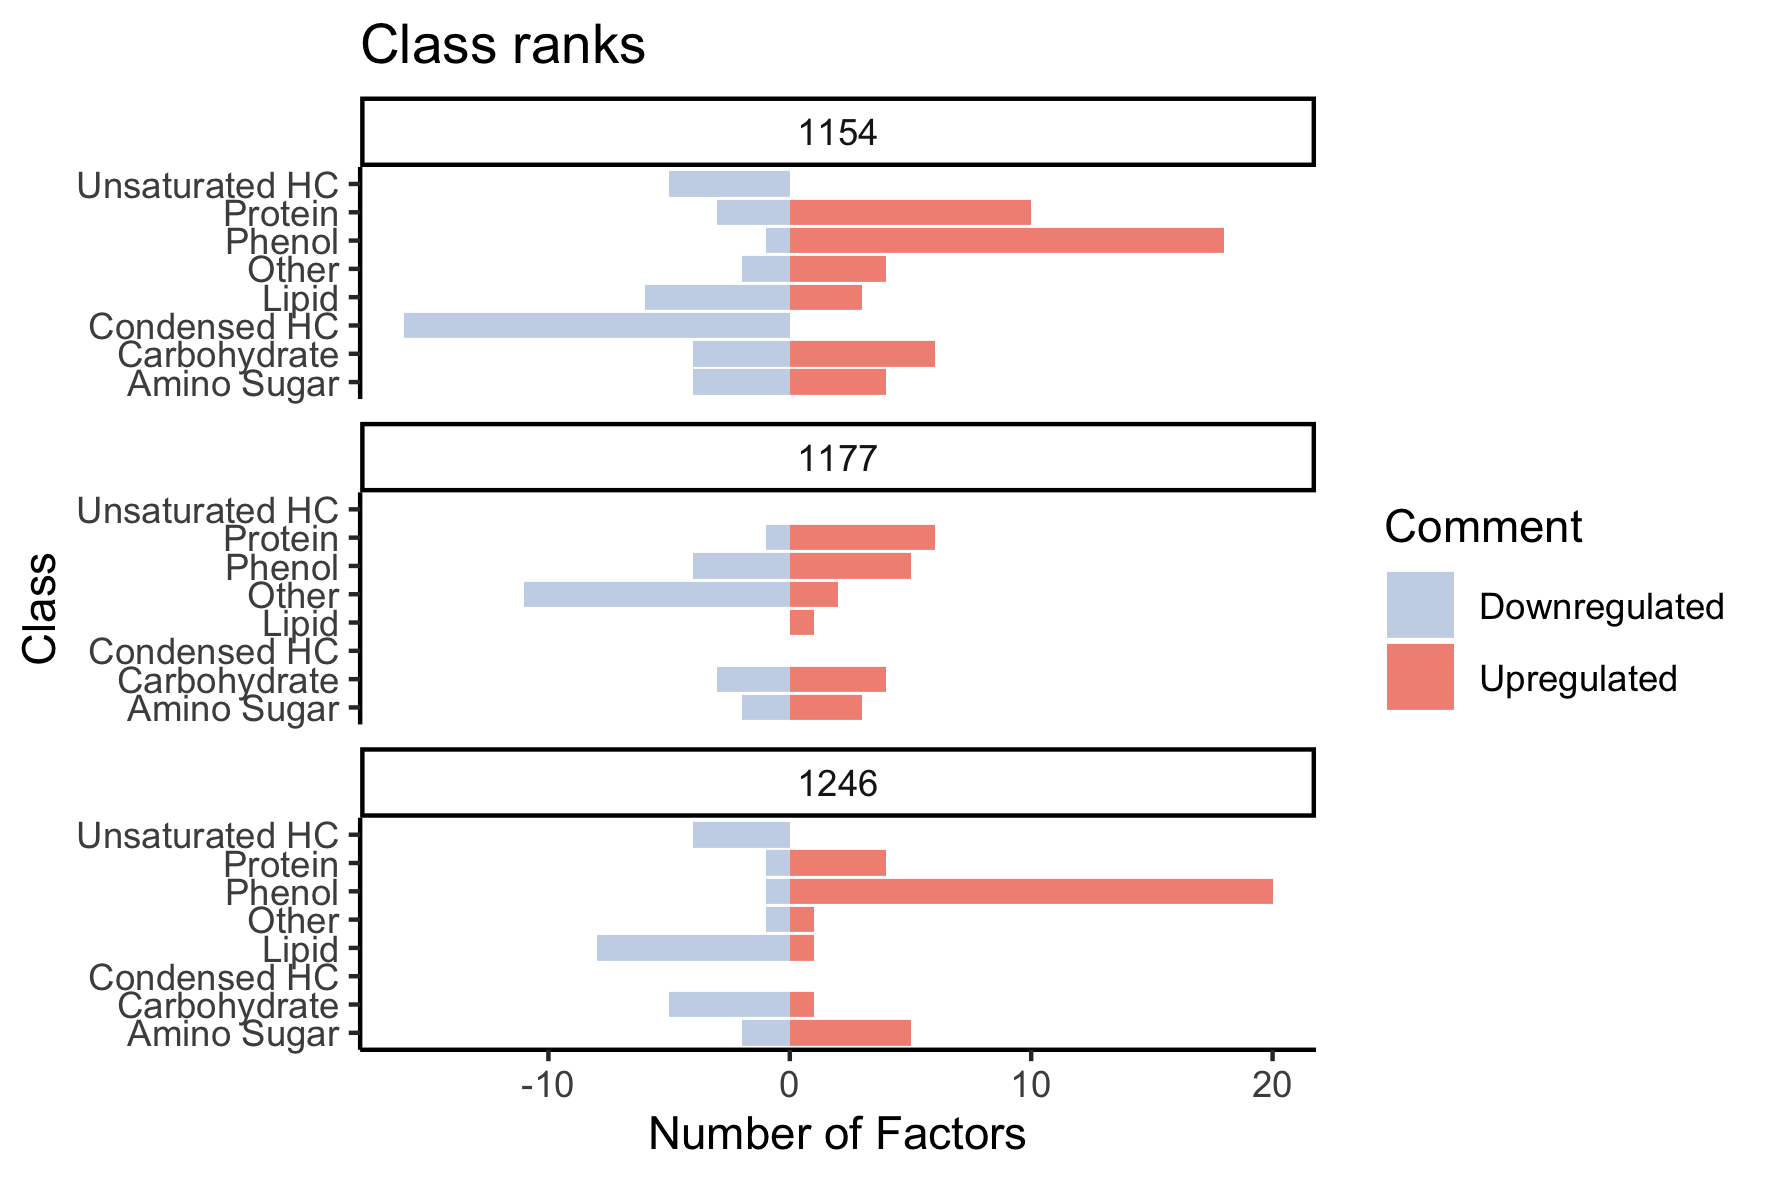 Class ranks
1154
Unsaturated HC
Protein
Phenol
Other
Lipid
Condensed HC
Carbohydrate
Amino Sugar
1177
Unsaturated HC
Protein
Phenol
Other
Lipid
Condensed HC
Carbohydrate
Amino Sugar
1246
Unsaturated HC
Protein
Phenol
Other
Lipid
Condensed HC
Carbohydrate
Amino Sugar
-10 0 10 20
Number of Factors
Class
Comment
Downregulated
Upregulated